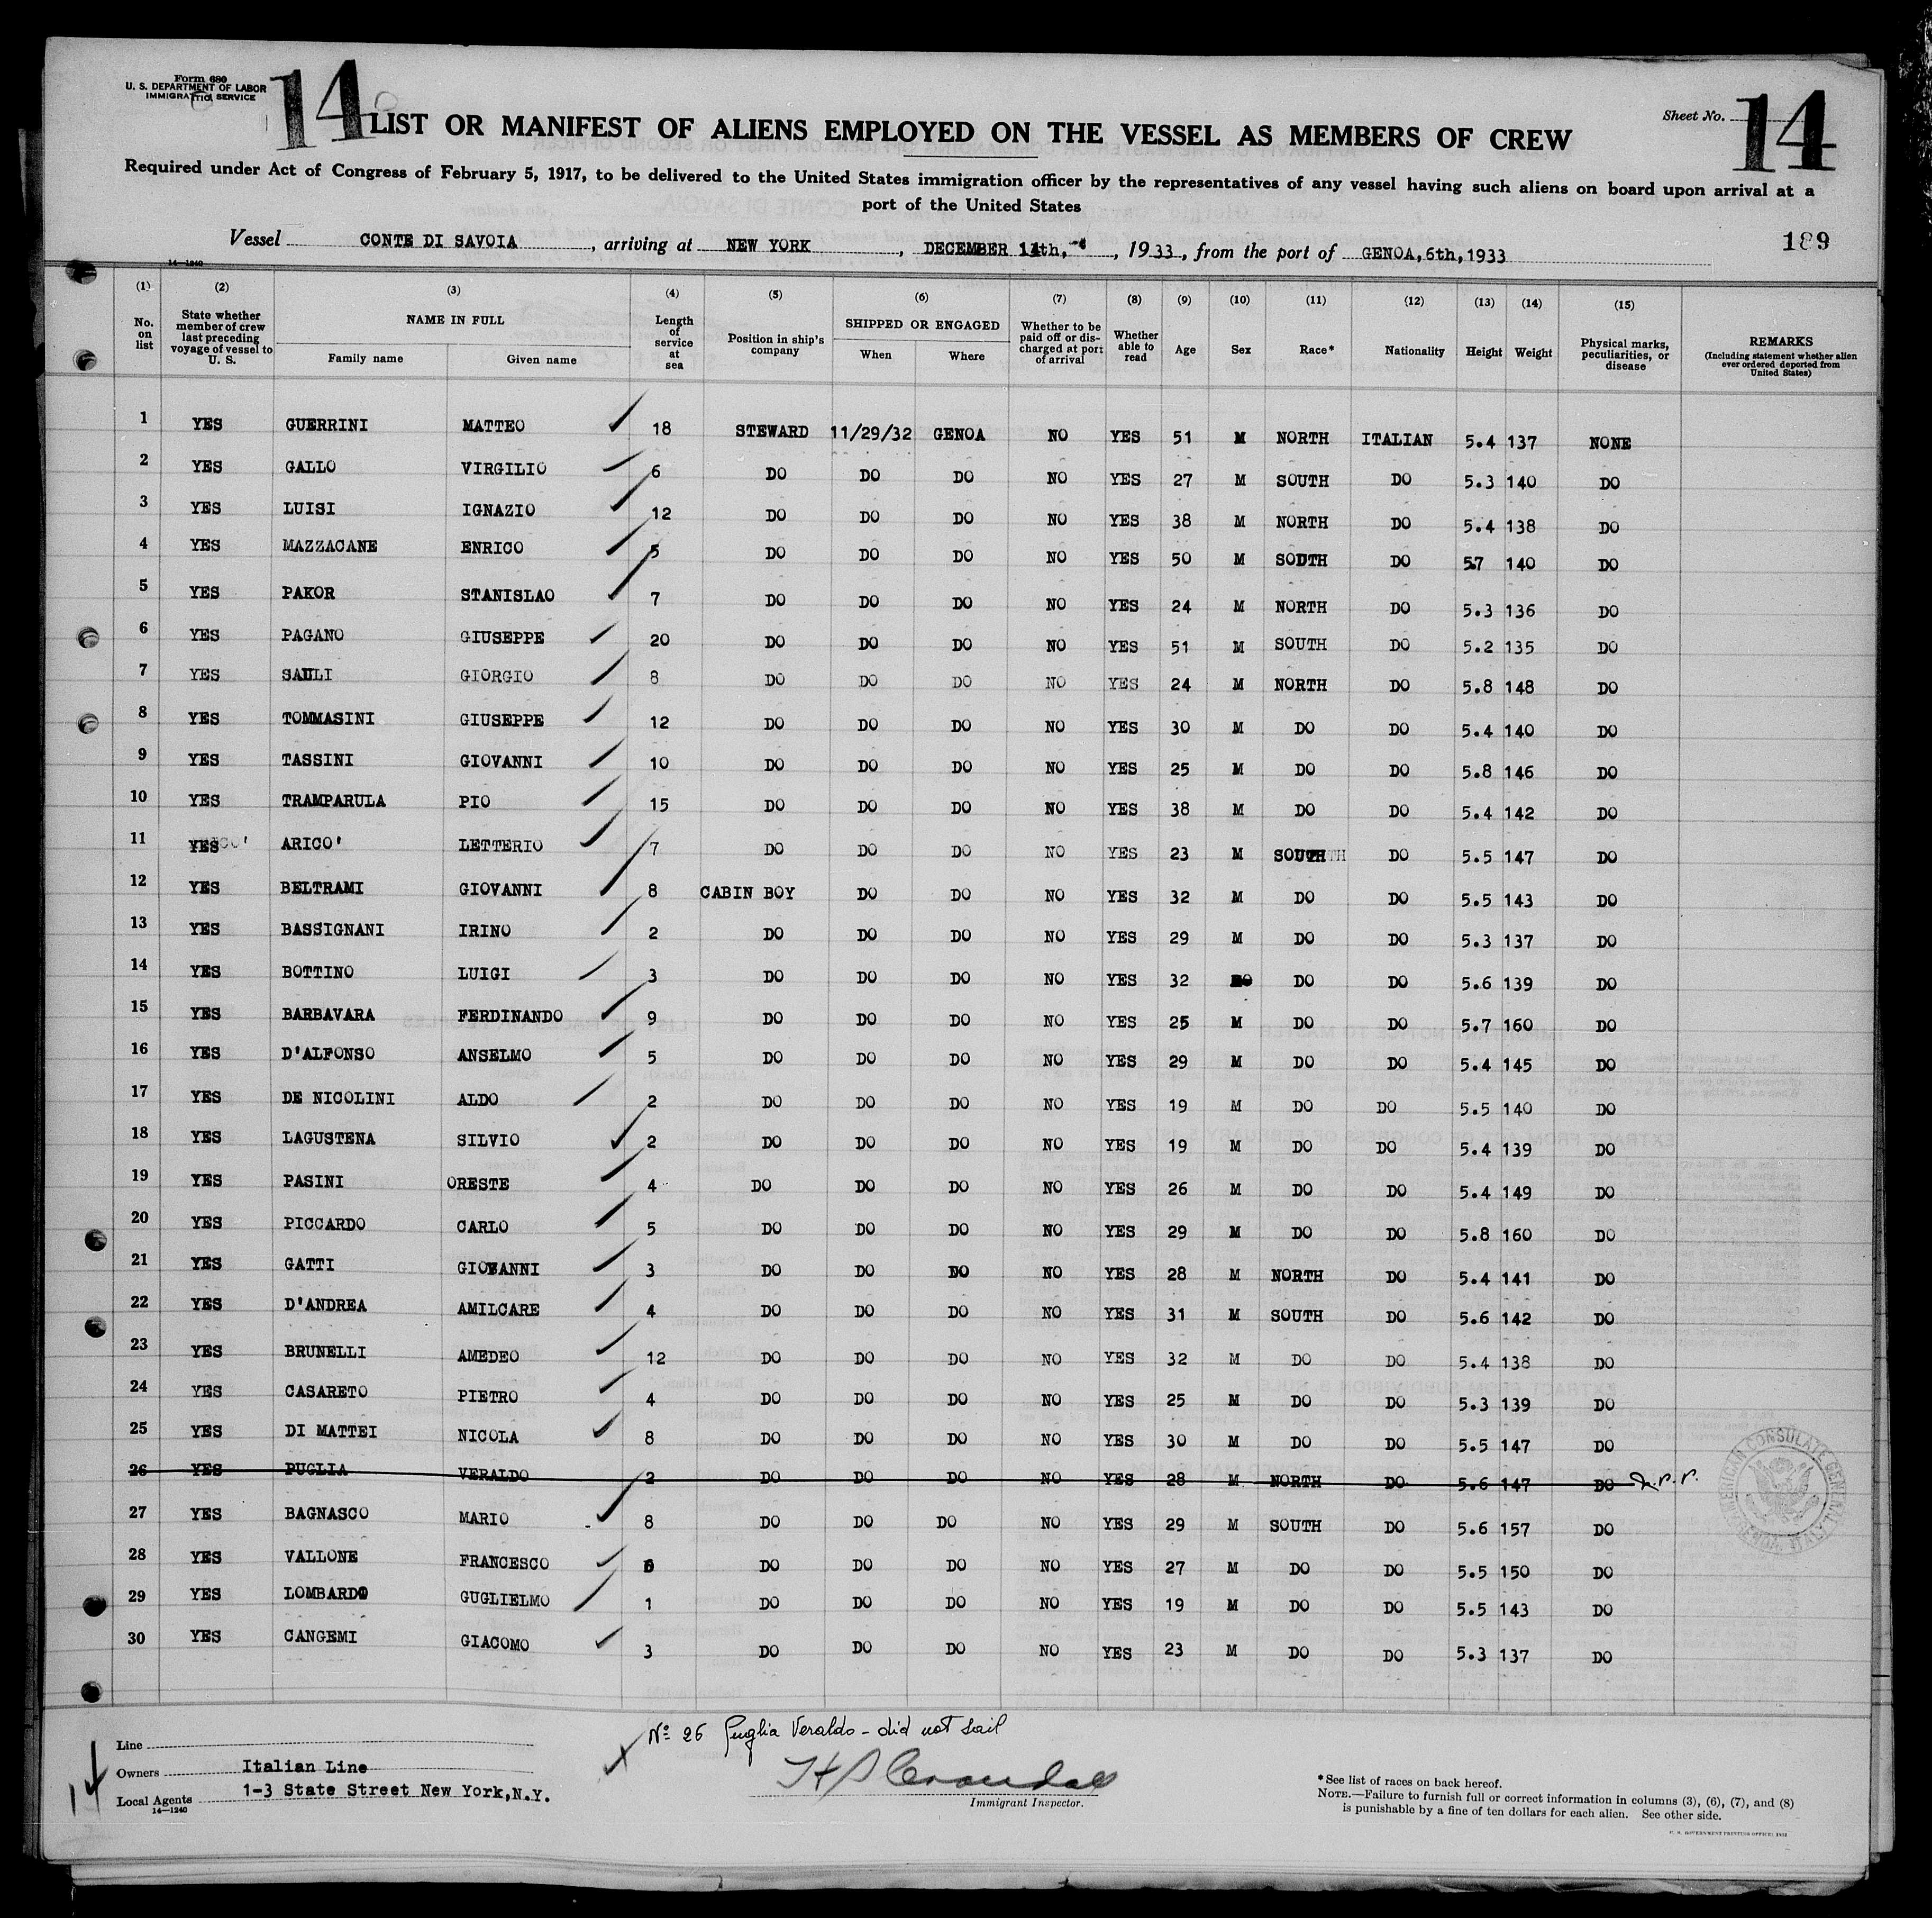 Form 680
U. S. DEPARTMENT OF LABOR
IMMIGRATION SERVICE
14
LIST OR MANIFEST OF ALIENS EMPLOYED ON THE VESSEL AS MEMBERS OF CREW
Sheet No. 14
Required under Act of Congress of February 5, 1917, to be delivered to the United States immigration officer by the representatives of any vessel having such aliens on board upon arrival at a
port of the United States
Vessel CONTE DI SAVOIA, arriving at NEW YORK, DECEMBER 14th, 1933, from the port of GENOA, 6th, 1933
189
14—1240
(1) No. on list (2) State whether member of crew last preceding voyage of vessel to U. S. (3) NAME IN FULL Family name Given name (4) Length of service at sea (5) Position in ship's company (6) SHIPPED OR ENGAGED When Where (7) Whether to be paid off or discharged at port of arrival (8) Whether able to read (9) Age (10) Sex (11) Race* (12) Nationality (13) Height (14) Weight (15) Physical marks, peculiarities, or disease REMARKS (Including statement whether alien ever ordered deported from United States)
1 YES GUERRINI MATTEO 18 STEWARD 11/29/32 GENOA NO YES 51 M NORTH ITALIAN 5.4 137 NONE
2 YES GALLO VIRGILIO 6 DO DO DO NO YES 27 M SOUTH DO 5.3 140 DO
3 YES LUISI IGNAZIO 12 DO DO DO NO YES 38 M NORTH DO 5.4 138 DO
4 YES MAZZACANE ENRICO 5 DO DO DO NO YES 50 M SOUTH DO 5.7 140 DO
5 YES PAKOR STANISLAO 7 DO DO DO NO YES 24 M NORTH DO 5.3 136 DO
6 YES PAGANO GIUSEPPE 20 DO DO DO NO YES 51 M SOUTH DO 5.2 135 DO
7 YES SAULI GIORGIO 8 DO DO DO NO YES 24 M NORTH DO 5.8 148 DO
8 YES TOMMASINI GIUSEPPE 12 DO DO DO NO YES 30 M DO DO 5.4 140 DO
9 YES TASSINI GIOVANNI 10 DO DO DO NO YES 25 M DO DO 5.8 146 DO
10 YES TRAMPARULA PIO 15 DO DO DO NO YES 38 M DO DO 5.4 142 DO
11 YES ARICO' LETTERIO 7 DO DO DO NO YES 23 M SOUTH DO 5.5 147 DO
12 YES BELTRAMI GIOVANNI 8 CABIN BOY DO DO NO YES 32 M DO DO 5.5 143 DO
13 YES BASSIGNANI IRINO 2 DO DO DO NO YES 29 M DO DO 5.3 137 DO
14 YES BOTTINO LUIGI 3 DO DO DO NO YES 32 DO DO 5.6 139 DO
15 YES BARBAVARA FERDINANDO 9 DO DO DO NO YES 25 M DO DO 5.7 160 DO
16 YES D'ALFONSO ANSELMO 5 DO DO DO NO YES 29 M DO DO 5.4 145 DO
17 YES DE NICOLINI ALDO 2 DO DO DO NO YES 19 M DO DO 5.5 140 DO
18 YES LAGUSTENA SILVIO 2 DO DO DO NO YES 19 M DO DO 5.4 139 DO
19 YES PASINI ORESTE 4 DO DO DO NO YES 26 M DO DO 5.4 149 DO
20 YES PICCARDO CARLO 5 DO DO DO NO YES 29 M DO DO 5.8 160 DO
21 YES GATTI GIOVANNI 3 DO DO DO NO YES 28 M NORTH DO 5.4 141 DO
22 YES D'ANDREA AMILCARE 4 DO DO DO NO YES 31 M SOUTH DO 5.6 142 DO
23 YES BRUNELLI AMEDEO 12 DO DO DO NO YES 32 M DO DO 5.4 138 DO
24 YES CASARETO PIETRO 4 DO DO DO NO YES 25 M DO DO 5.3 139 DO
25 YES DI MATTEI NICOLA 8 DO DO DO NO YES 30 M DO DO 5.5 147 DO
26 YES PUGLIA VERALDO 2 DO DO DO NO YES 28 M NORTH DO 5.6 147 DO
27 YES BAGNASCO MARIO 8 DO DO DO NO YES 29 M SOUTH DO 5.6 157 DO
28 YES VALLONE FRANCESCO DO DO DO NO YES 27 M DO DO 5.5 150 DO
29 YES LOMBARDO GUGLIELMO 1 DO DO DO NO YES 19 M DO DO 5.5 143 DO
30 YES CANGEMI GIACOMO 3 DO DO DO NO YES 23 M DO DO 5.3 137 DO
AMERICAN CONSULATE GENERAL GENOA, ITALY
Nº 26 Puglia Veraldo - did not sail
14
Line
Owners Italian Line
Local Agents 1-3 State Street New York, N.Y.
14—1240
Immigrant Inspector.
*See list of races on back hereof.
NOTE.—Failure to furnish full or correct information in columns (3), (6), (7), and (8)
is punishable by a fine of ten dollars for each alien. See other side.